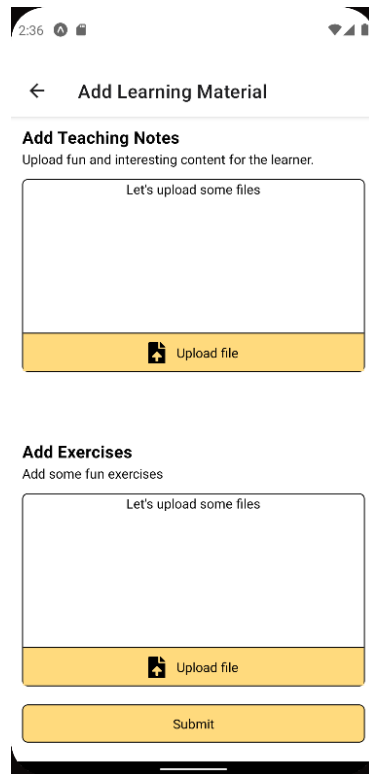 2:36
Add Learning Material
Add Teaching Notes
Upload fun and interesting content for the learner.
Let's upload some files
Upload file
Add Exercises
Add some fun exercises
Let's upload some files
Upload file
Submit